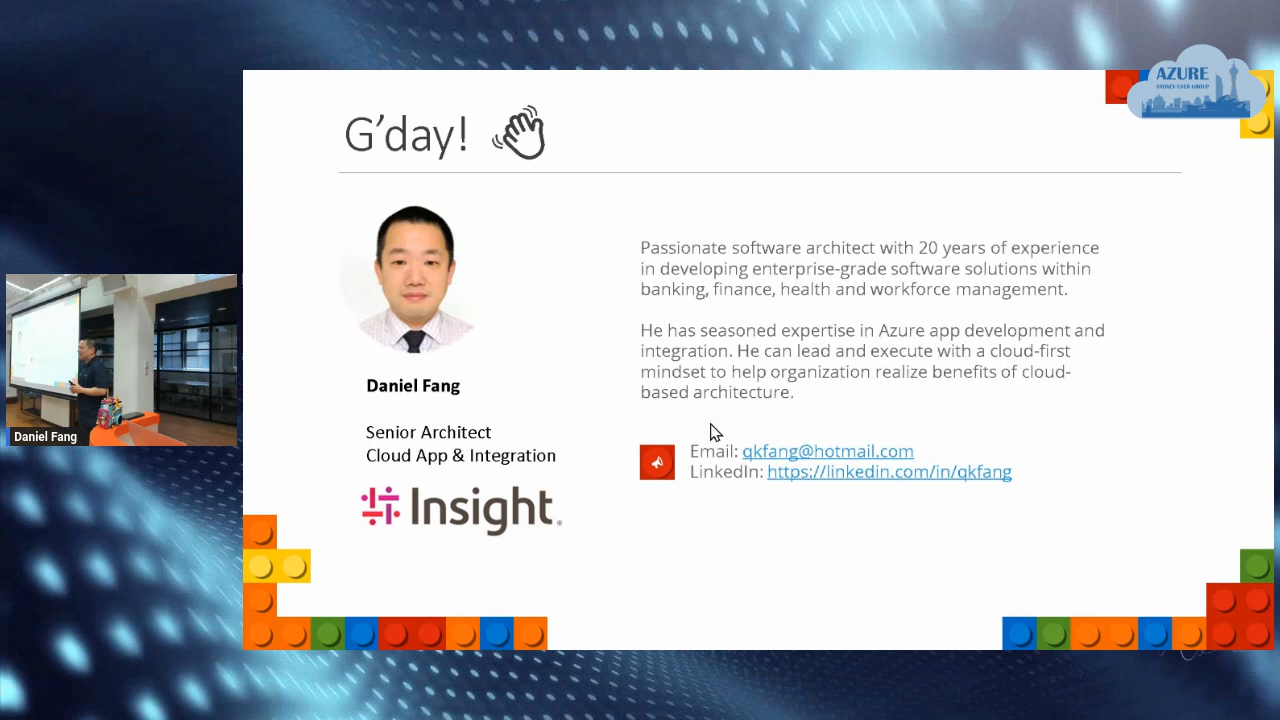 AZURE
SYDNEY USER GROUP
G’day!
Passionate software architect with 20 years of experience
in developing enterprise-grade software solutions within
banking, finance, health and workforce management.
He has seasoned expertise in Azure app development and
integration. He can lead and execute with a cloud-first
mindset to help organization realize benefits of cloud-
based architecture.
Daniel Fang
Senior Architect
Cloud App & Integration
Insight
Email: qkfang@hotmail.com
LinkedIn: https://linkedin.com/in/qkfang
Daniel Fang